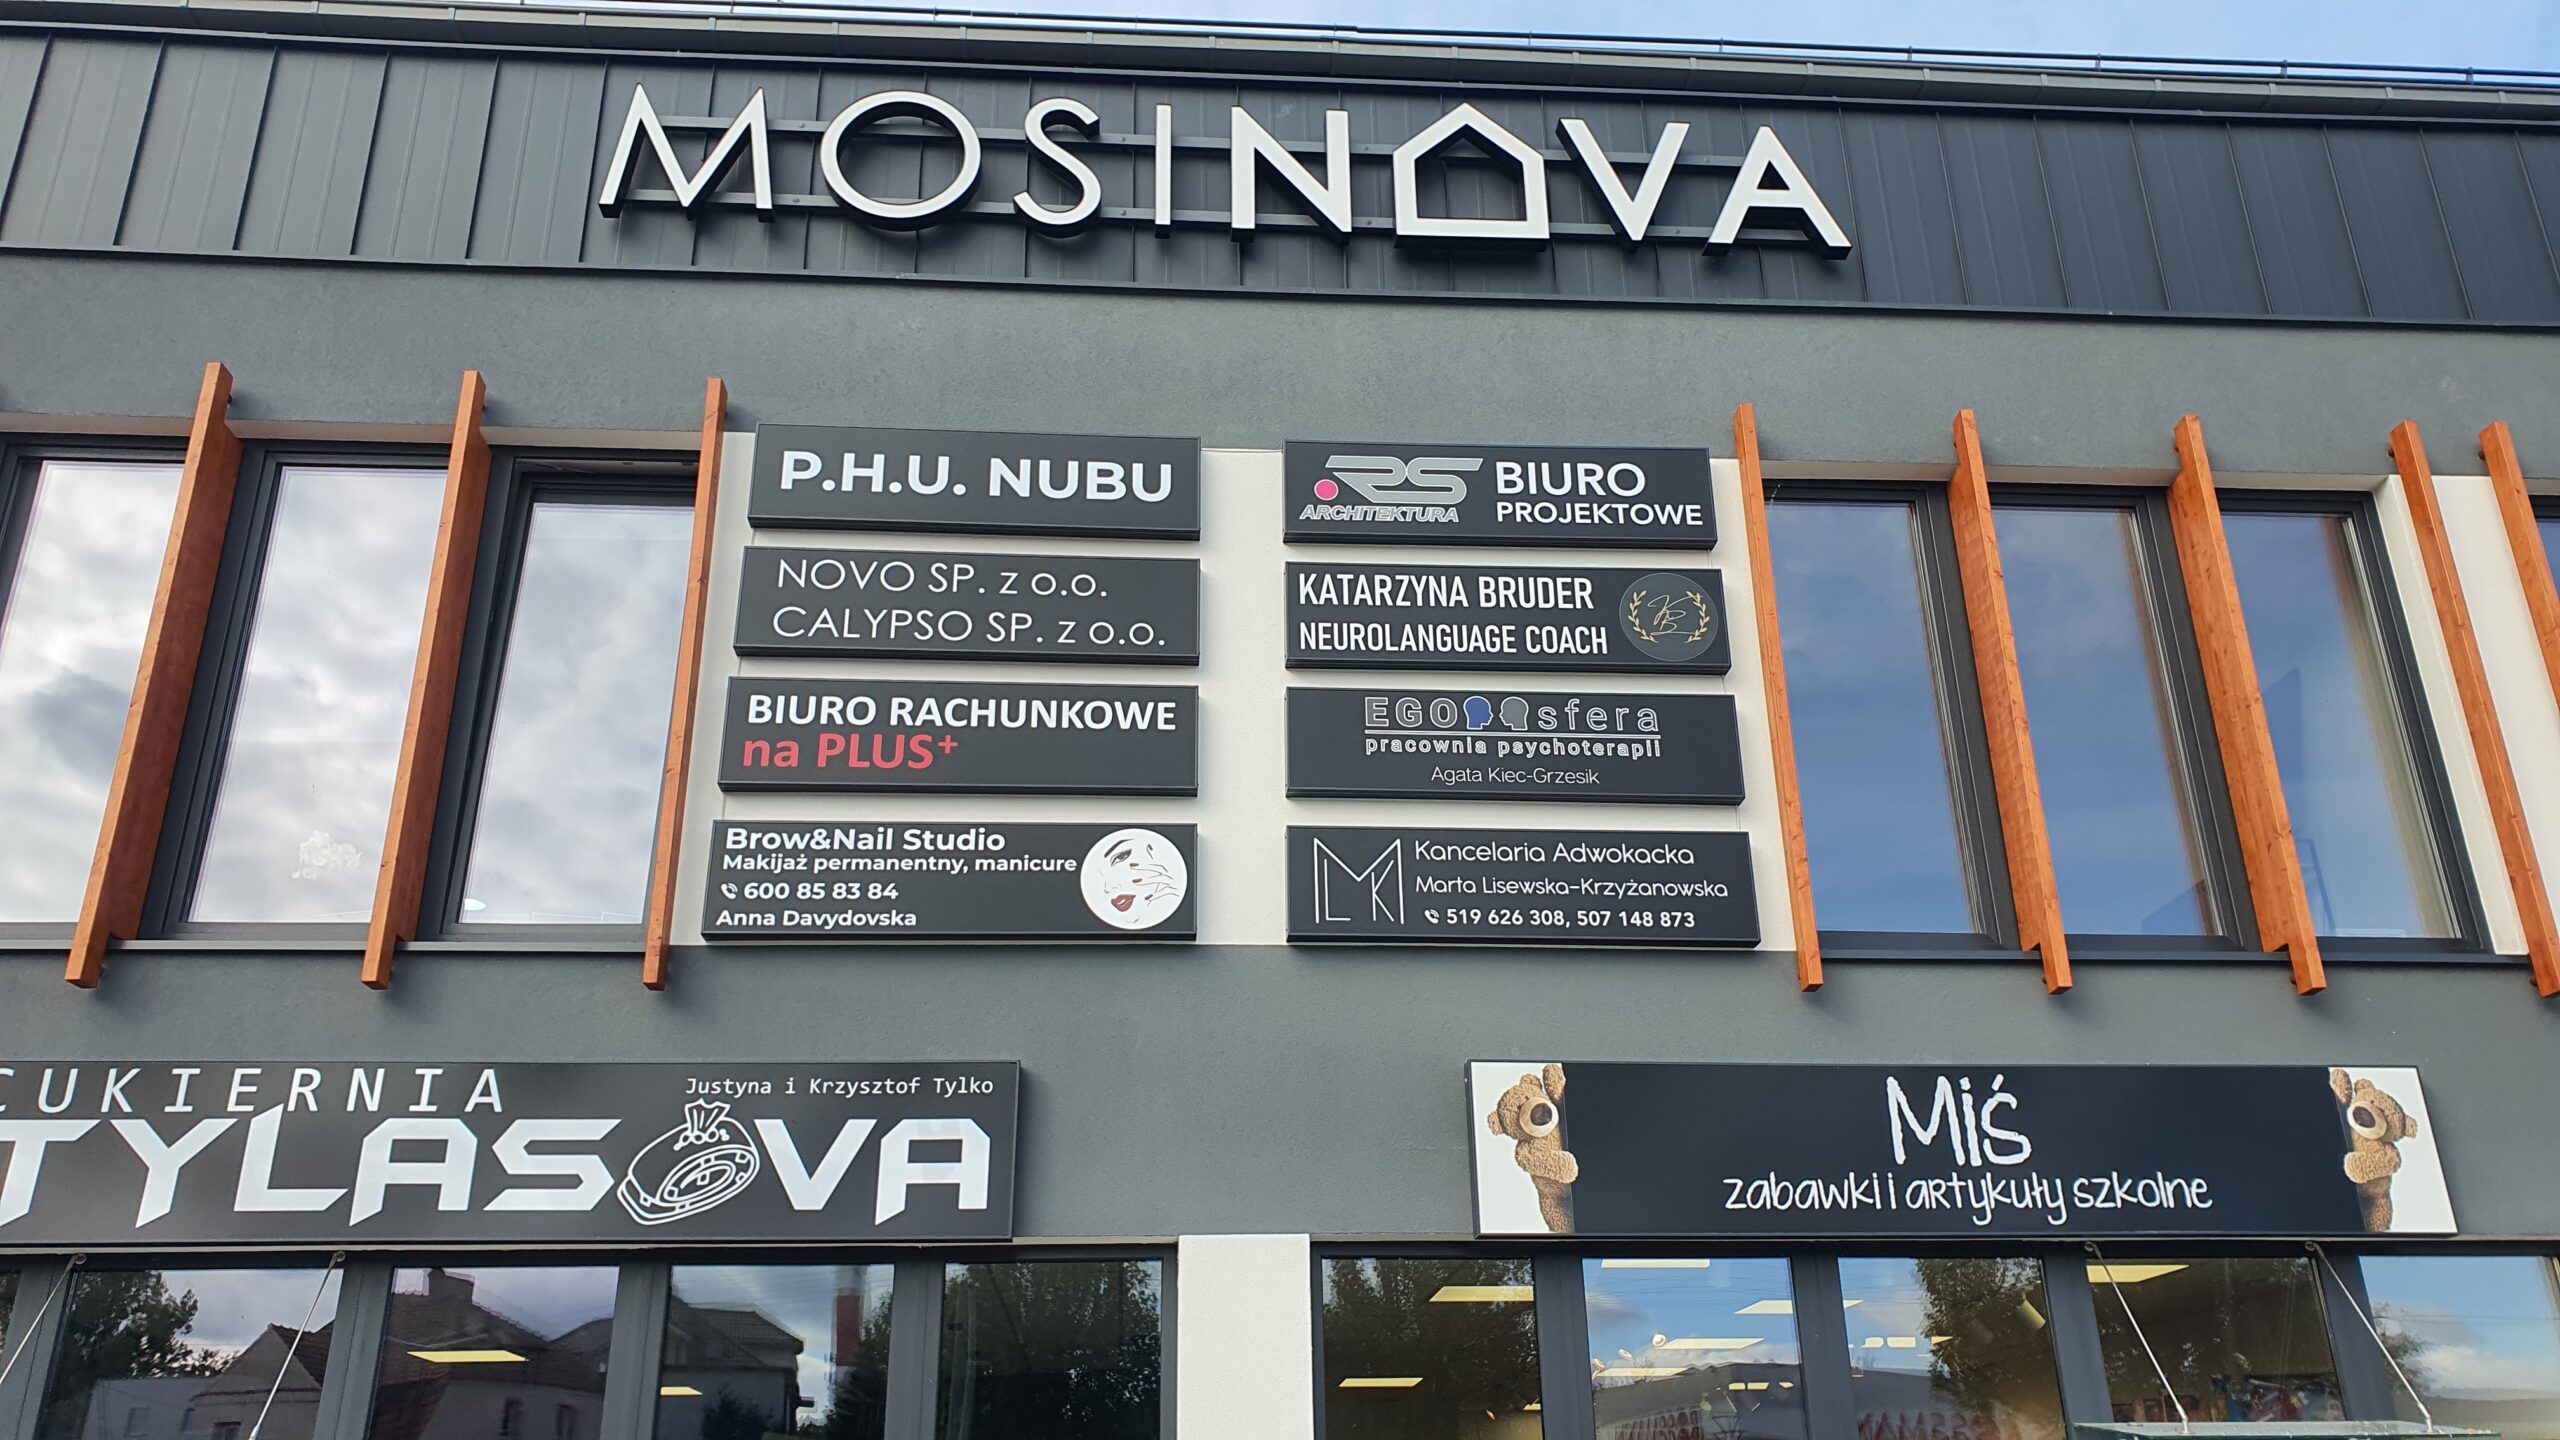 MOSINOVA
P.H.U. NUBU
NOVO SP. z o.o.
CALYPSO SP. z o.o.
BIURO RACHUNKOWE
na PLUS+
Brow&Nail Studio
Makijaż permanentny, manicure
600 85 83 84
Anna Davydovska
RS
ARCHITEKTURA
BIURO
PROJEKTOWE
KATARZYNA BRUDER
NEUROLANGUAGE COACH
KB
EGO sfera
pracownia psychoterapii
Agata Kiec-Grzesik
MLK
Kancelaria Adwokacka
Marta Lisewska-Krzyżanowska
519 626 308, 507 148 873
CUKIERNIA
Justyna i Krzysztof Tylko
TYLASOVA
Miś
zabawki i artykuły szkolne